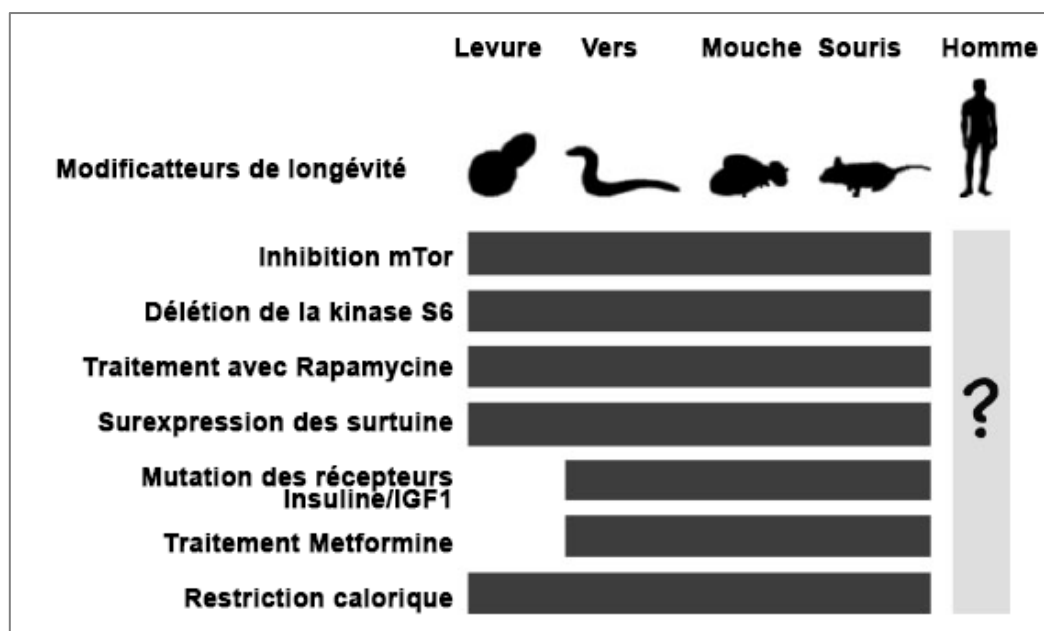 Levure Vers Mouche Souris Homme
Modificatteurs de longévité
Inhibition mTor
Délétion de la kinase S6
Traitement avec Rapamycine
?
Surexpression des surtuine
Mutation des récepteurs
Insuline/IGF1
Traitement Metformine
Restriction calorique